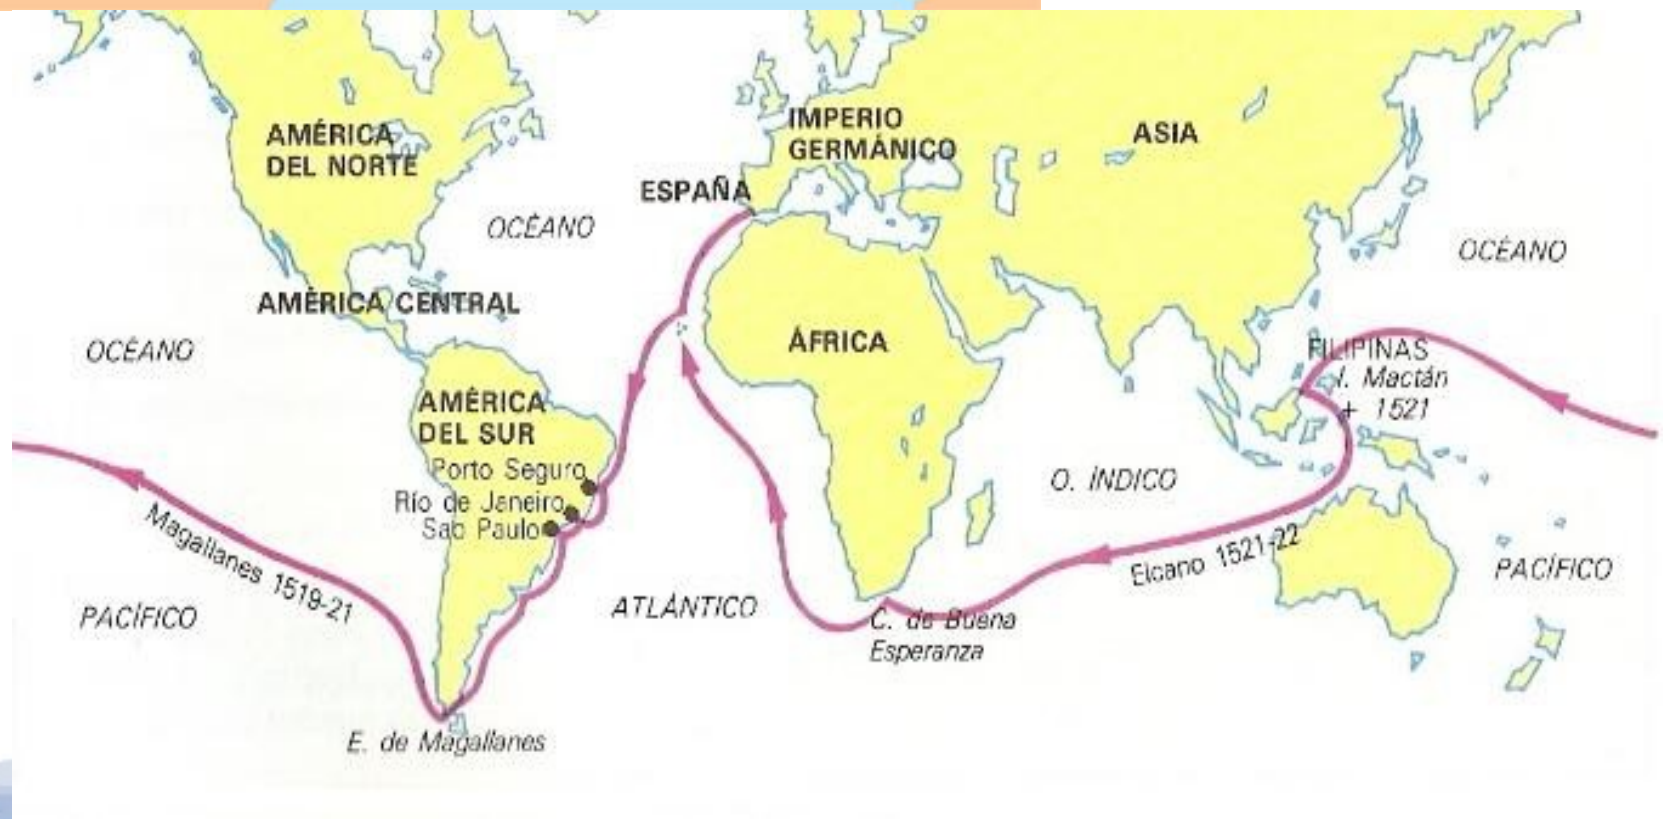 AMÉRICA
DEL NORTE
IMPERIO
GERMÁNICO
ASIA
ESPAÑA
OCÉANO
OCÉANO
AMÉRICA CENTRAL
OCÉANO
ÁFRICA
FILIPINAS
I. Mactán
+ 1521
AMÉRICA
DEL SUR
Porto Seguro
Río de Janeiro
Sao Paulo
O. ÍNDICO
Magallanes 1519-21
Elcano 1521-22
PACÍFICO
ATLÁNTICO
PACÍFICO
C. de Buena
Esperanza
E. de Magallanes